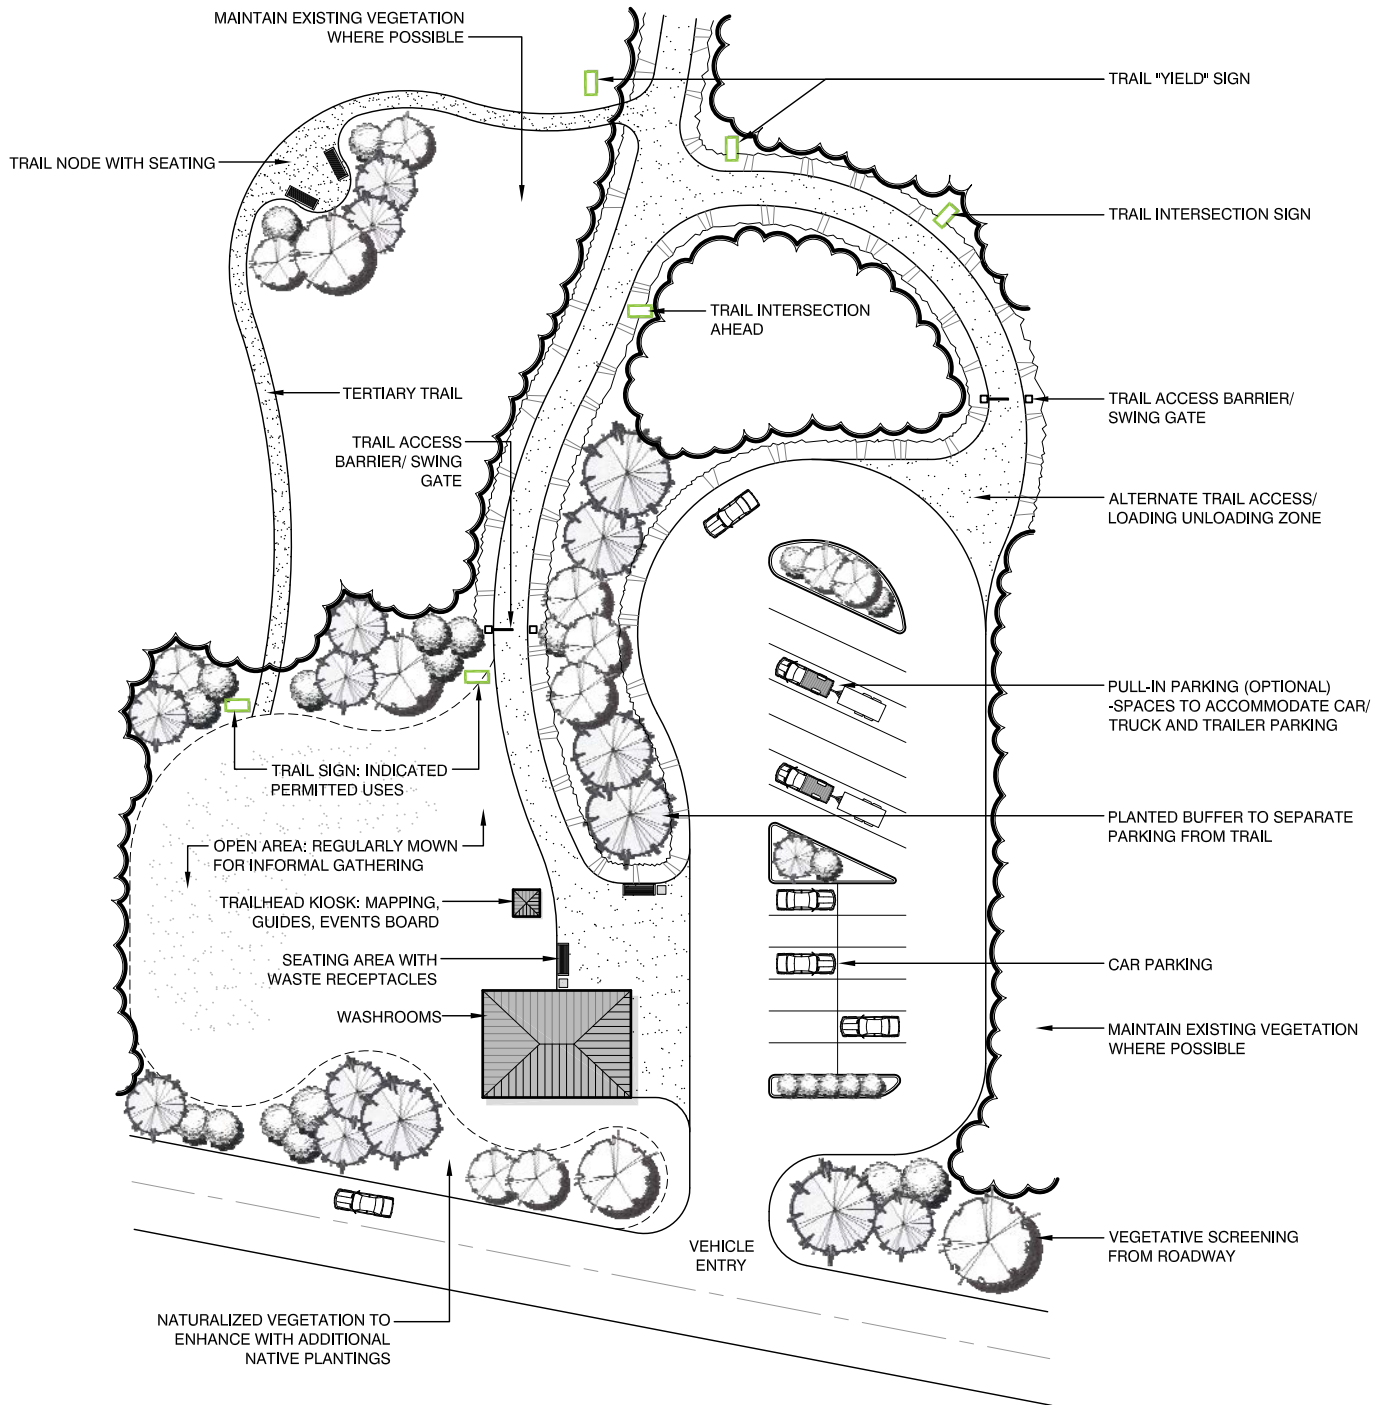 MAINTAIN EXISTING VEGETATION
WHERE POSSIBLE
TRAIL "YIELD" SIGN
TRAIL NODE WITH SEATING
TRAIL INTERSECTION SIGN
TRAIL INTERSECTION
AHEAD
TERTIARY TRAIL
TRAIL ACCESS BARRIER/
SWING GATE
TRAIL ACCESS
BARRIER/ SWING
GATE
ALTERNATE TRAIL ACCESS/
LOADING UNLOADING ZONE
PULL-IN PARKING (OPTIONAL)
-SPACES TO ACCOMMODATE CAR/
TRUCK AND TRAILER PARKING
TRAIL SIGN: INDICATED
PERMITTED USES
PLANTED BUFFER TO SEPARATE
PARKING FROM TRAIL
OPEN AREA: REGULARLY MOWN
FOR INFORMAL GATHERING
TRAILHEAD KIOSK: MAPPING,
GUIDES, EVENTS BOARD
SEATING AREA WITH
WASTE RECEPTACLES
CAR PARKING
WASHROOMS
MAINTAIN EXISTING VEGETATION
WHERE POSSIBLE
VEHICLE
ENTRY
VEGETATIVE SCREENING
FROM ROADWAY
NATURALIZED VEGETATION TO
ENHANCE WITH ADDITIONAL
NATIVE PLANTINGS